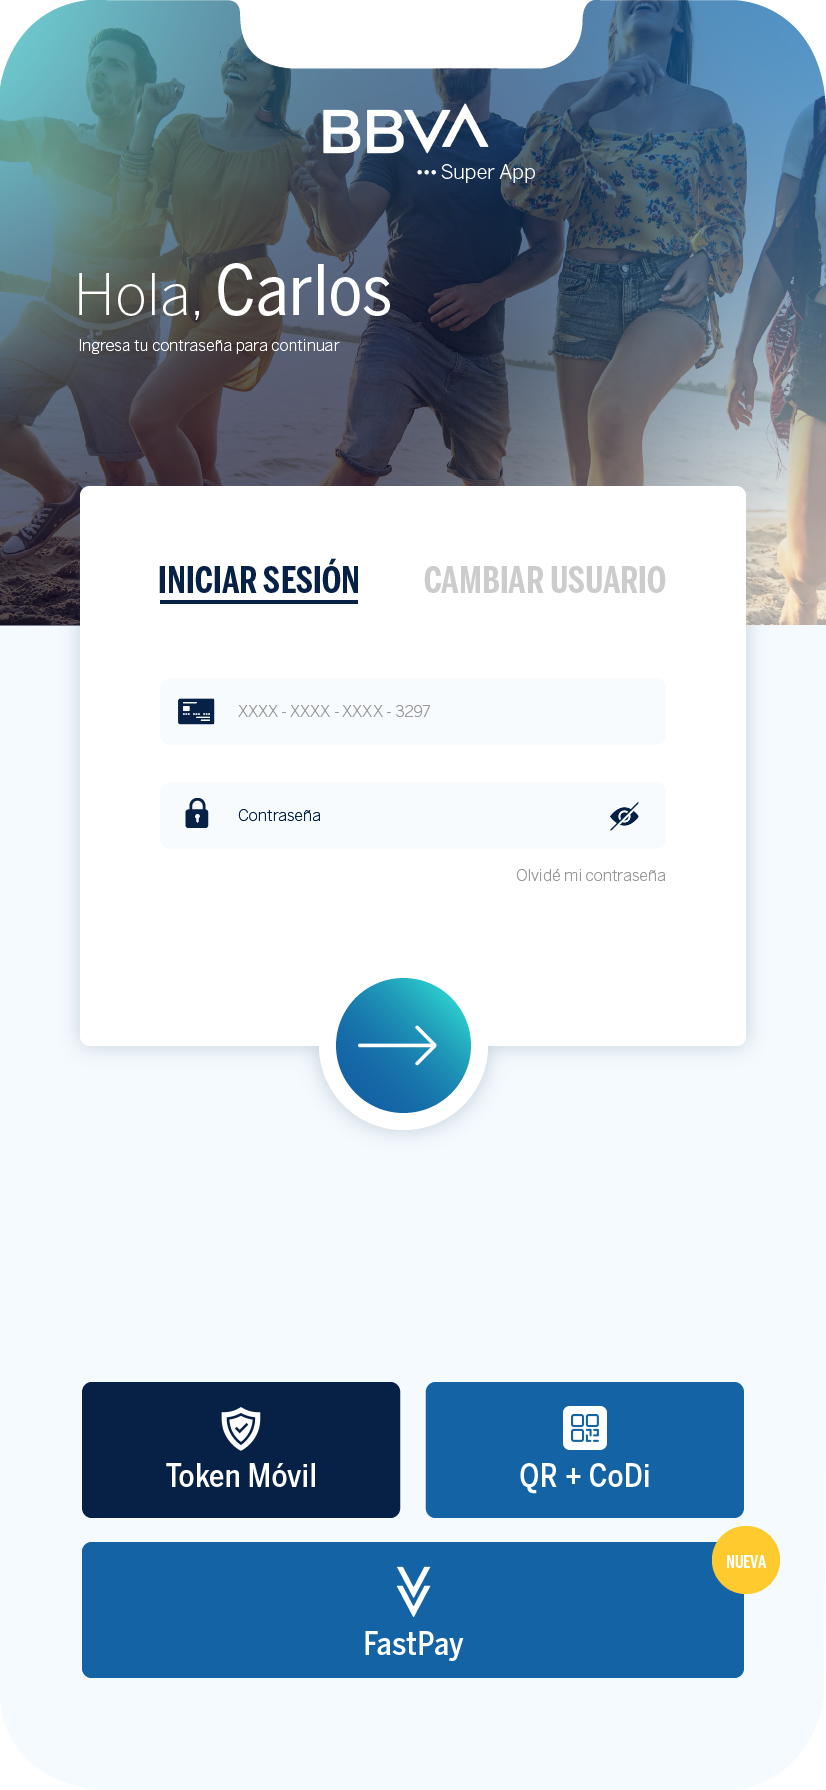 BBVA
••• Super App
Hola, Carlos
Ingresa tu contraseña para continuar
INICIAR SESIÓN
CAMBIAR USUARIO
XXXX - XXXX - XXXX - 3297
Contraseña
Olvidé mi contraseña
Token Móvil
QR + CoDi
NUEVA
FastPay